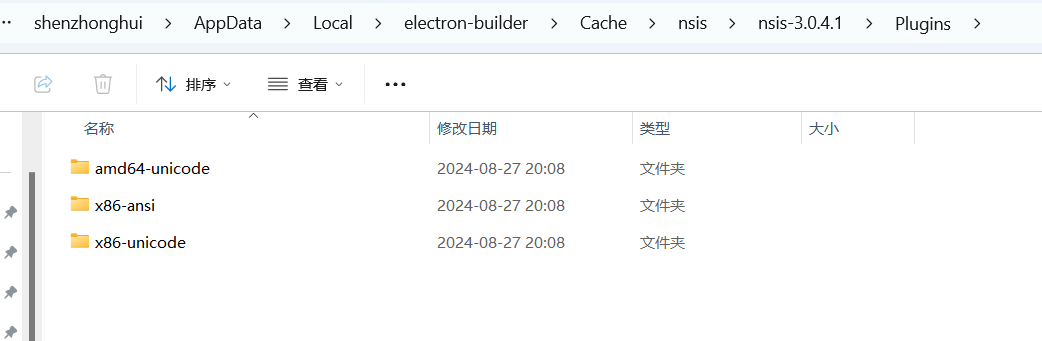 shenzhonghui > AppData > Local > electron-builder > Cache > nsis > nsis-3.0.4.1 > Plugins >
排序 查看
名称 修改日期 类型 大小
amd64-unicode 2024-08-27 20:08 文件夹
x86-ansi 2024-08-27 20:08 文件夹
x86-unicode 2024-08-27 20:08 文件夹